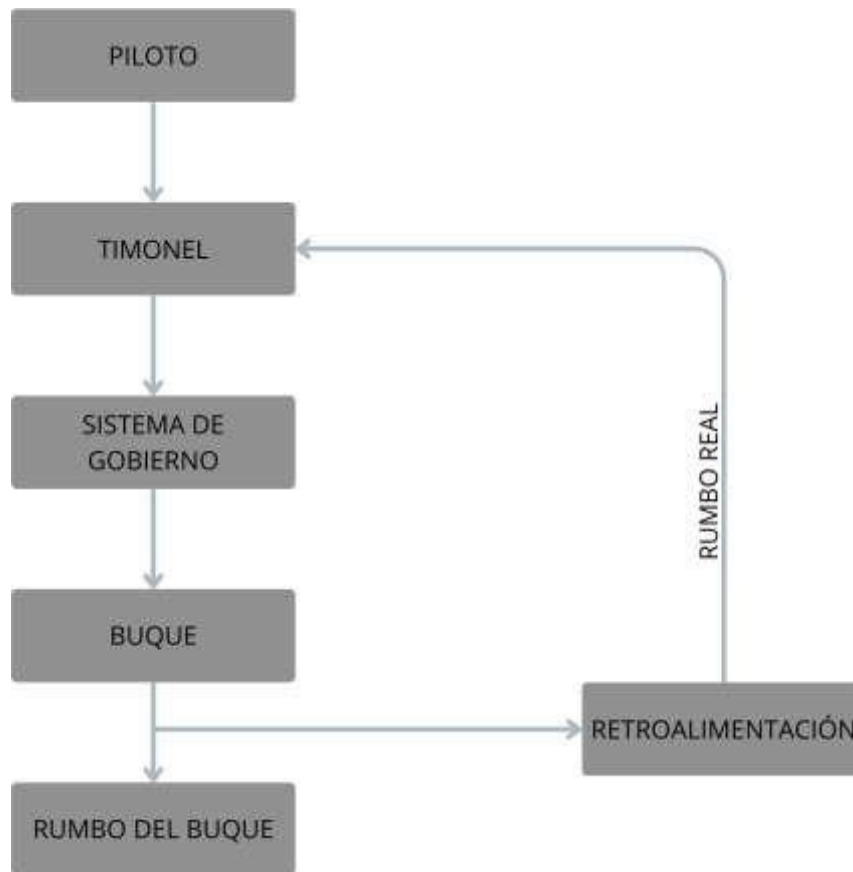 PILOTO
TIMONEL
SISTEMA DE
GOBIERNO
RUMBO REAL
BUQUE
RETROALIMENTACIÓN
RUMBO DEL BUQUE